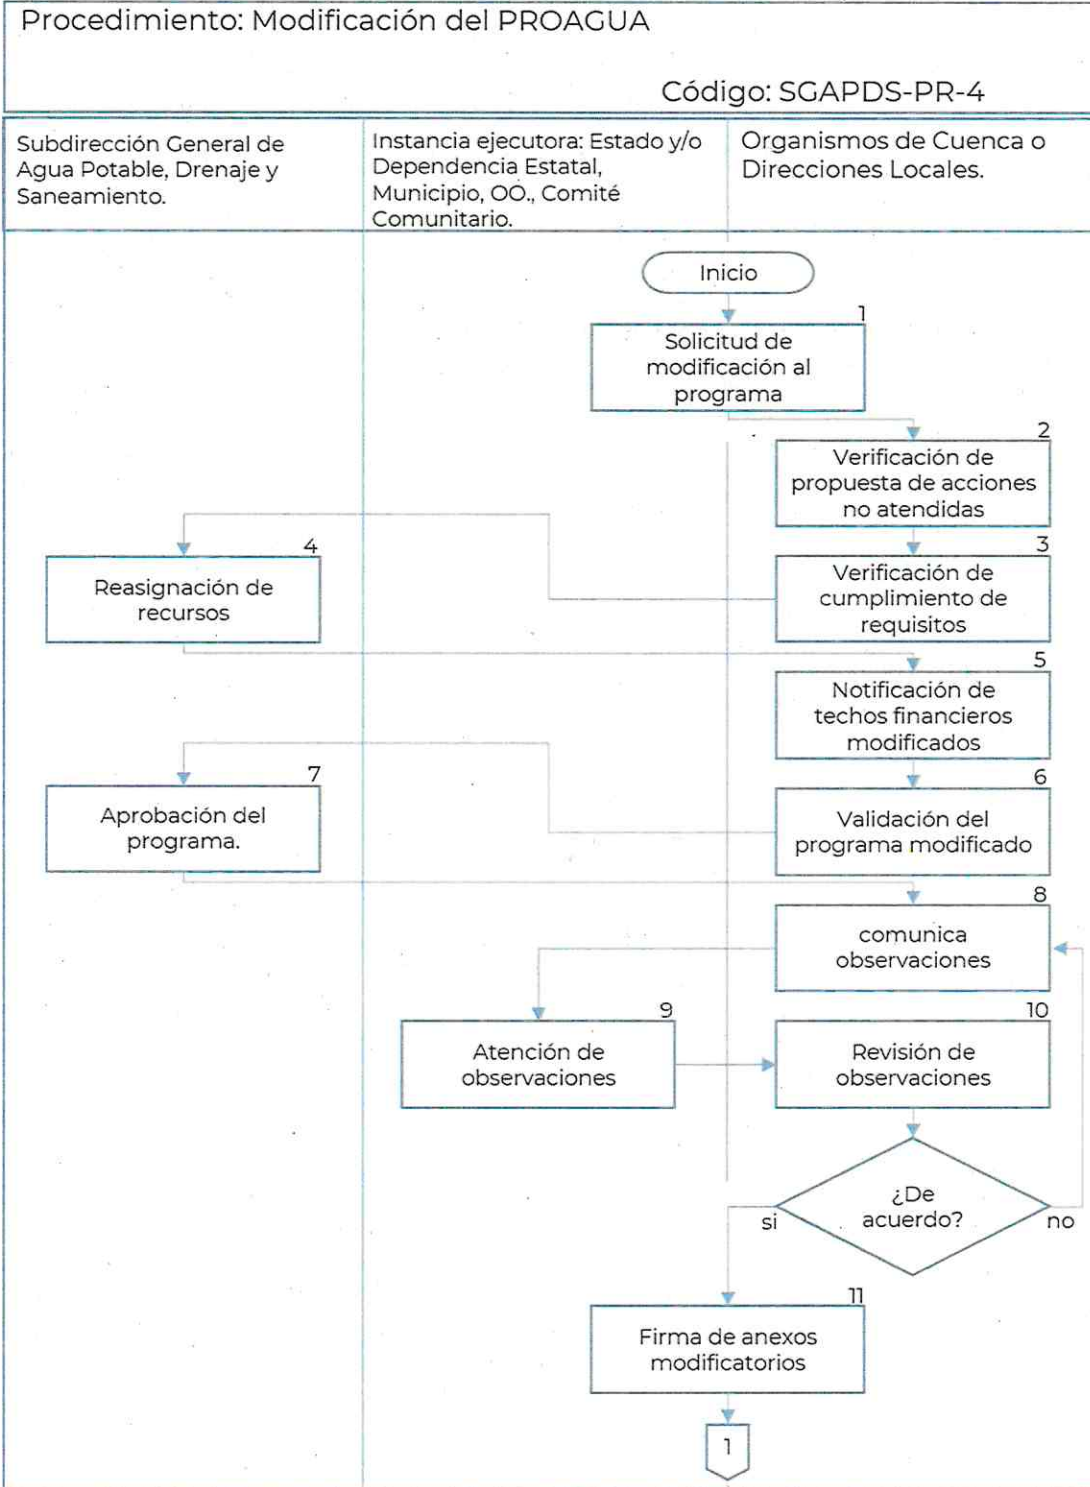 Procedimiento: Modificación del PROAGUA
Código: SGAPDS-PR-4
Subdirección General de
Agua Potable, Drenaje y
Saneamiento.
Instancia ejecutora: Estado y/o
Dependencia Estatal,
Municipio, OO., Comité
Comunitario.
Organismos de Cuenca o
Direcciones Locales.
Inicio
1
Solicitud de
modificación al
programa
2
Verificación de
propuesta de acciones
no atendidas
3
Verificación de
cumplimiento de
requisitos
4
Reasignación de
recursos
5
Notificación de
techos financieros
modificados
6
Validación del
programa modificado
7
Aprobación del
programa.
8
comunica
observaciones
9
Atención de
observaciones
10
Revisión de
observaciones
¿De
acuerdo?
si
no
11
Firma de anexos
modificatorios
1